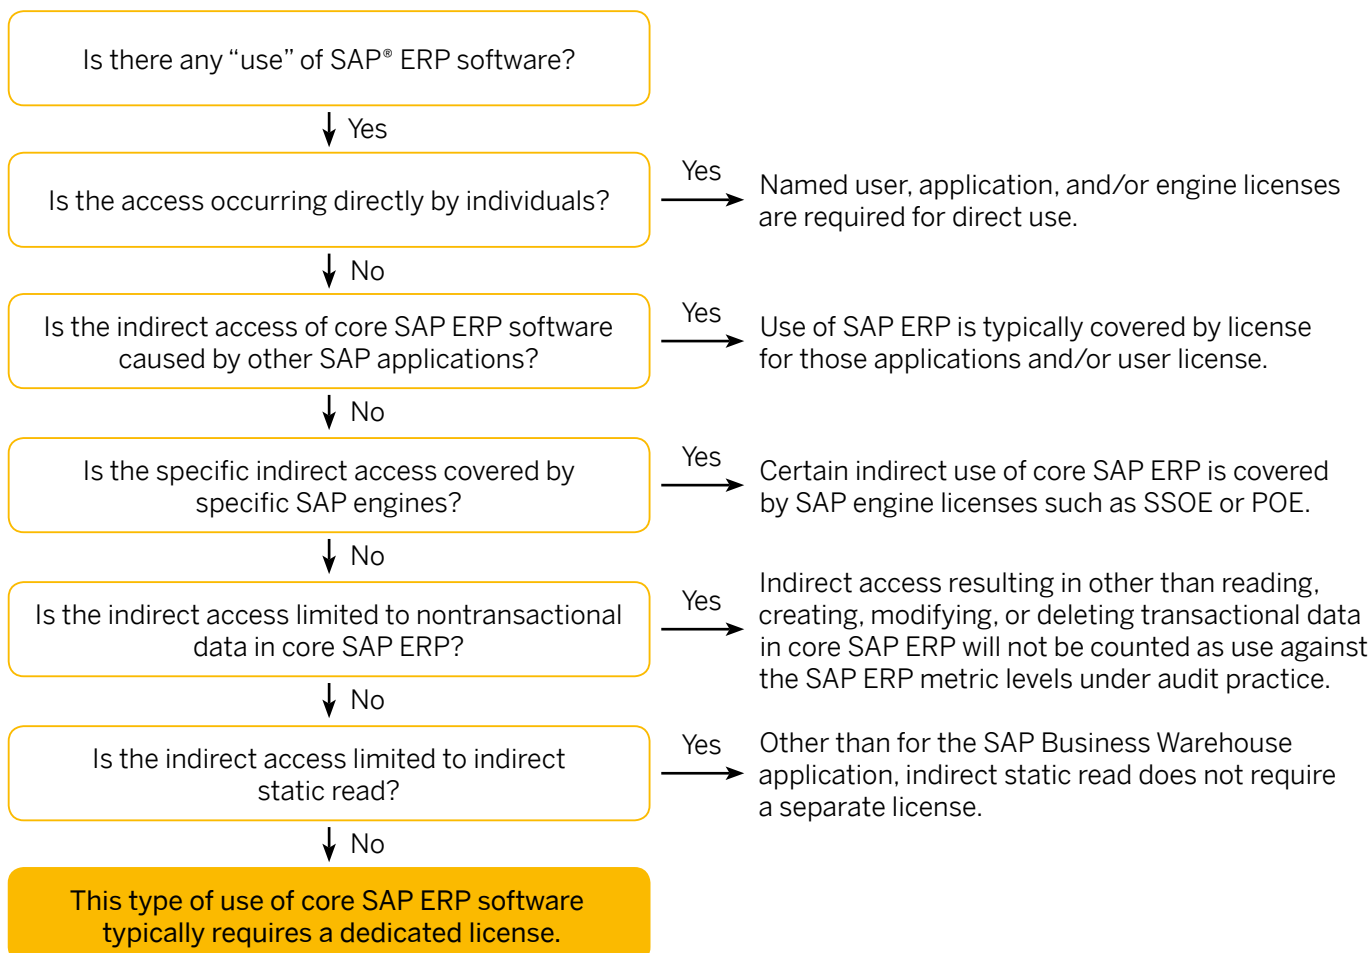 Is there any “use” of SAP® ERP software?
Yes
Is the access occurring directly by individuals?
Yes
Named user, application, and/or engine licenses
are required for direct use.
No
Is the indirect access of core SAP ERP software
caused by other SAP applications?
Yes
Use of SAP ERP is typically covered by license
for those applications and/or user license.
No
Is the specific indirect access covered by
specific SAP engines?
Yes
Certain indirect use of core SAP ERP is covered
by SAP engine licenses such as SSOE or POE.
No
Is the indirect access limited to nontransactional
data in core SAP ERP?
Yes
Indirect access resulting in other than reading,
creating, modifying, or deleting transactional data
in core SAP ERP will not be counted as use against
the SAP ERP metric levels under audit practice.
No
Is the indirect access limited to indirect
static read?
Yes
Other than for the SAP Business Warehouse
application, indirect static read does not require
a separate license.
No
This type of use of core SAP ERP software
typically requires a dedicated license.